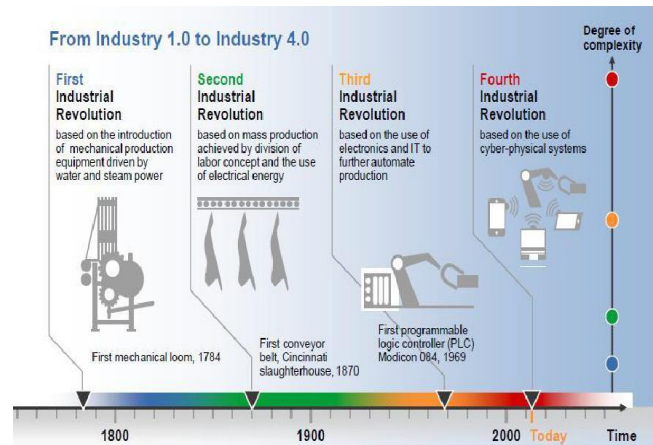 From Industry 1.0 to Industry 4.0
Degree of
complexity
First
Industrial
Revolution
based on the introduction
of mechanical production
equipment driven by
water and steam power
First mechanical loom, 1784
Second
Industrial
Revolution
based on mass production
achieved by division of
labor concept and the use
of electrical energy
First conveyor
belt, Cincinnati
slaughterhouse, 1870
Third
Industrial
Revolution
based on the use of
electronics and IT to
further automate
production
First programmable
logic controller (PLC)
Modicon 084, 1969
Fourth
Industrial
Revolution
based on the use of
cyber-physical systems
1800
1900
2000
Today
Time